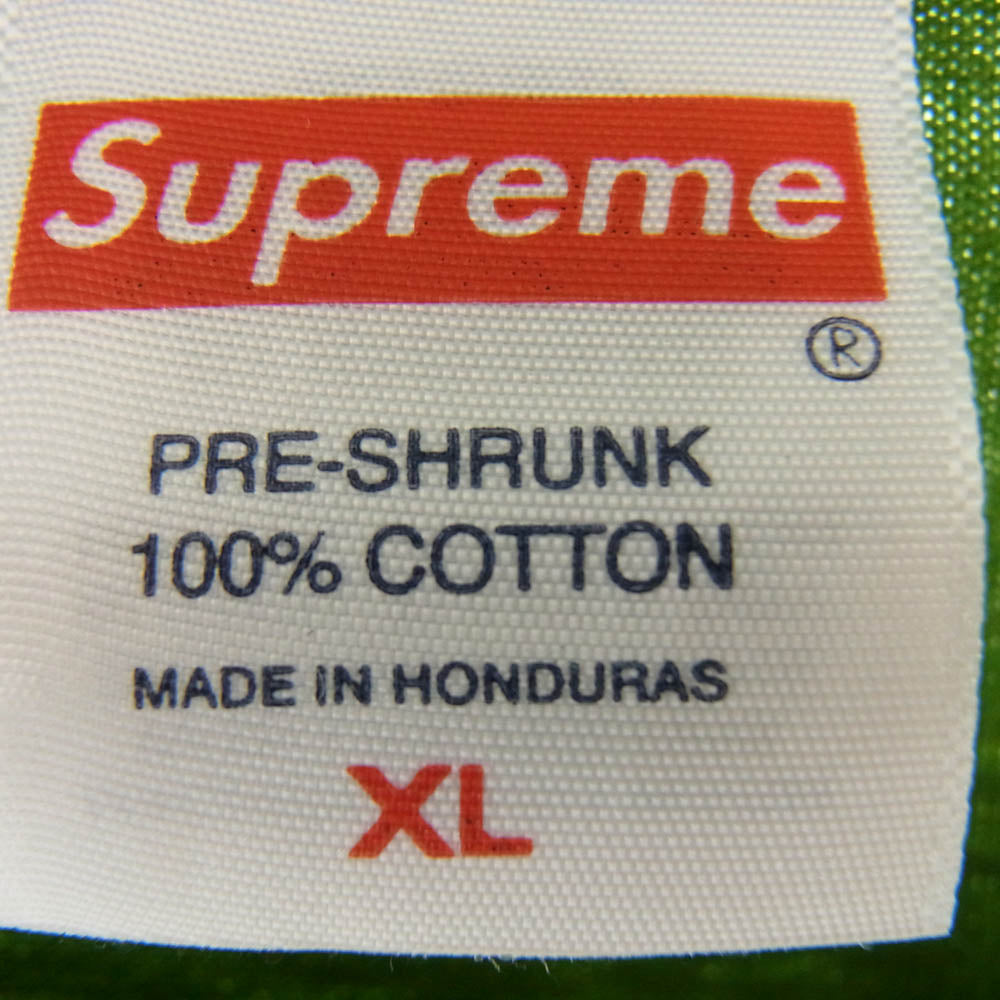 Supreme
®
PRE-SHRUNK
100% COTTON
MADE IN HONDURAS
XL